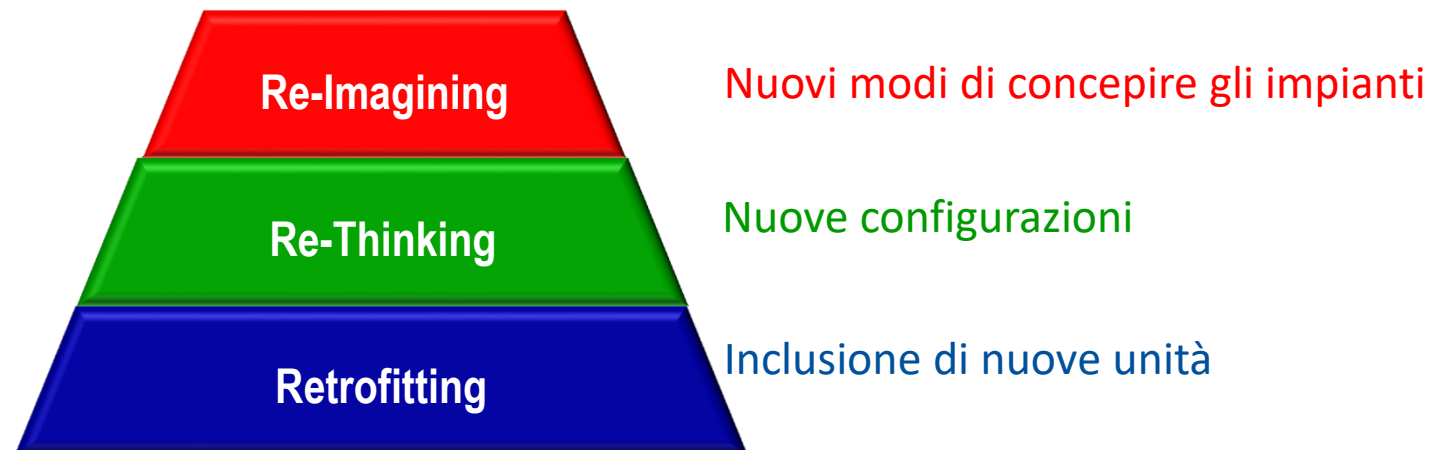 Re-Imagining
Nuovi modi di concepire gli impianti
Re-Thinking
Nuove configurazioni
Retrofitting
Inclusione di nuove unità